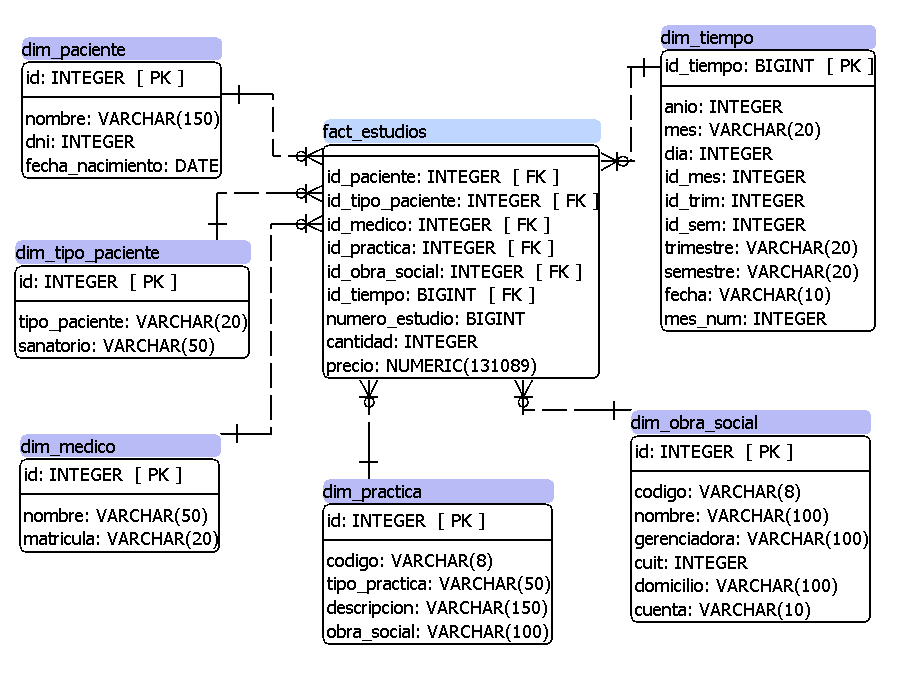 dim_paciente
id: INTEGER [ PK ]
nombre: VARCHAR(150)
dni: INTEGER
fecha_nacimiento: DATE
dim_tipo_paciente
id: INTEGER [ PK ]
tipo_paciente: VARCHAR(20)
sanatorio: VARCHAR(50)
dim_medico
id: INTEGER [ PK ]
nombre: VARCHAR(50)
matricula: VARCHAR(20)
fact_estudios
id_paciente: INTEGER [ FK ]
id_tipo_paciente: INTEGER [ FK ]
id_medico: INTEGER [ FK ]
id_practica: INTEGER [ FK ]
id_obra_social: INTEGER [ FK ]
id_tiempo: BIGINT [ FK ]
numero_estudio: BIGINT
cantidad: INTEGER
precio: NUMERIC(131089)
dim_practica
id: INTEGER [ PK ]
codigo: VARCHAR(8)
tipo_practica: VARCHAR(50)
descripcion: VARCHAR(150)
obra_social: VARCHAR(100)
dim_tiempo
id_tiempo: BIGINT [ PK ]
anio: INTEGER
mes: VARCHAR(20)
dia: INTEGER
id_mes: INTEGER
id_trim: INTEGER
id_sem: INTEGER
trimestre: VARCHAR(20)
semestre: VARCHAR(20)
fecha: VARCHAR(10)
mes_num: INTEGER
dim_obra_social
id: INTEGER [ PK ]
codigo: VARCHAR(8)
nombre: VARCHAR(100)
gerenciadora: VARCHAR(100)
cuit: INTEGER
domicilio: VARCHAR(100)
cuenta: VARCHAR(10)